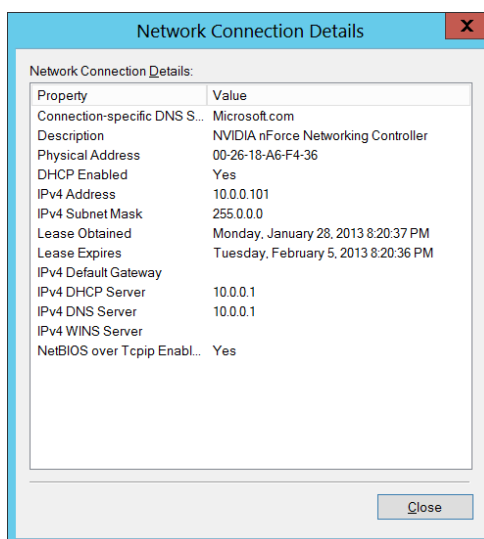 Network Connection Details
X
Network Connection Details:
Property Value
Connection-specific DNS S... Microsoft.com
Description NVIDIA nForce Networking Controller
Physical Address 00-26-18-A6-F4-36
DHCP Enabled Yes
IPv4 Address 10.0.0.101
IPv4 Subnet Mask 255.0.0.0
Lease Obtained Monday, January 28, 2013 8:20:37 PM
Lease Expires Tuesday, February 5, 2013 8:20:36 PM
IPv4 Default Gateway
IPv4 DHCP Server 10.0.0.1
IPv4 DNS Server 10.0.0.1
IPv4 WINS Server
NetBIOS over Tcpip Enabl... Yes
Close